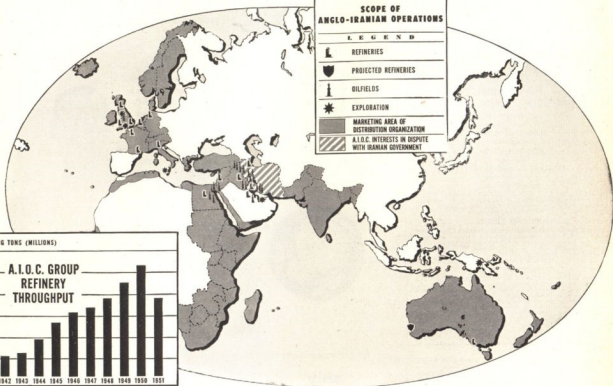 SCOPE OF
ANGLO-IRANIAN OPERATIONS
LEGEND
REFINERIES
PROJECTED REFINERIES
OILFIELDS
EXPLORATION
MARKETING AREA OF
DISTRIBUTION ORGANIZATION
A.I.O.C. INTERESTS IN DISPUTE
WITH IRANIAN GOVERNMENT
G TONS (MILLIONS)
A.I.O.C. GROUP
REFINERY
THROUGHPUT
1942 1943 1944 1945 1946 1947 1948 1949 1950 1951